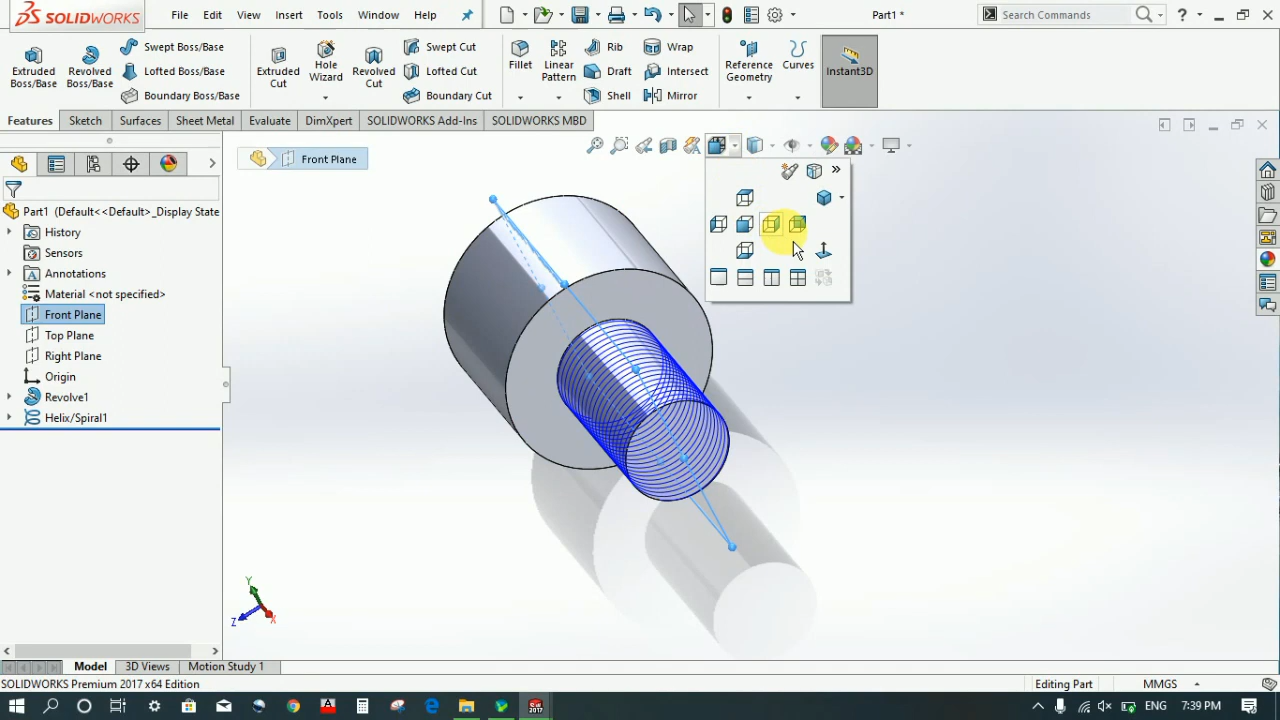 SOLIDWORKS File Edit View Insert Tools Window Help Part1 * Search Commands ?
Extruded Boss/Base
Revolved Boss/Base
Swept Boss/Base
Lofted Boss/Base
Boundary Boss/Base
Extruded Cut
Hole Wizard
Revolved Cut
Swept Cut
Lofted Cut
Boundary Cut
Fillet
Linear Pattern
Rib
Draft
Shell
Wrap
Intersect
Mirror
Reference Geometry
Curves
Instant3D
Features Sketch Surfaces Sheet Metal Evaluate DimXpert SOLIDWORKS Add-Ins SOLIDWORKS MBD
Front Plane
Part1 (Default<<Default>_Display State
History
Sensors
Annotations
Material <not specified>
Front Plane
Top Plane
Right Plane
Origin
Revolve1
Helix/Spiral1
Y
Z
X
Model 3D Views Motion Study 1
SOLIDWORKS Premium 2017 x64 Edition Editing Part MMGS
ENG 7:39 PM